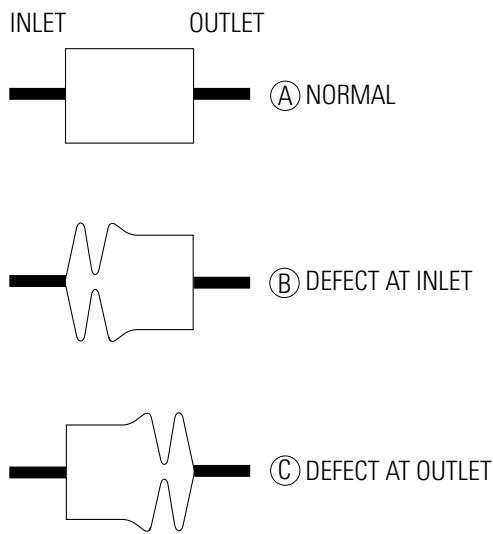 INLET OUTLET
Ⓐ NORMAL
Ⓑ DEFECT AT INLET
Ⓒ DEFECT AT OUTLET